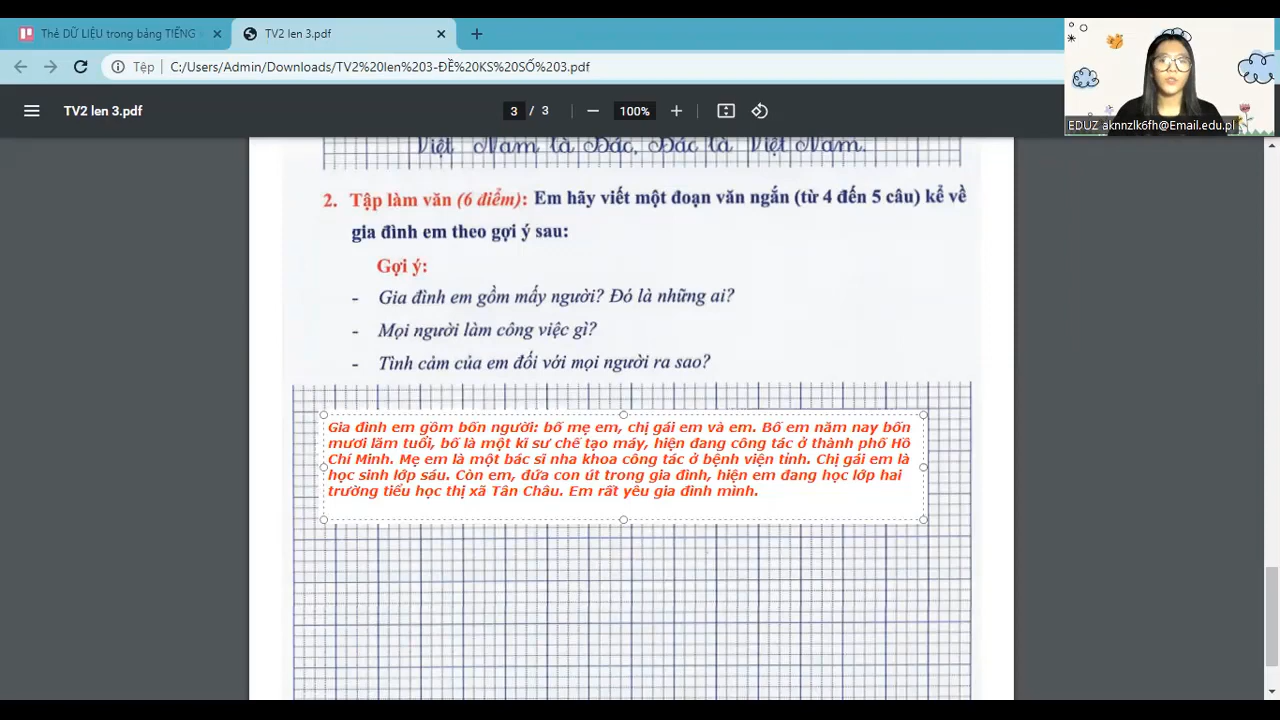 Thẻ DỮ LIỆU trong bảng TIẾNG
TV2 len 3.pdf
Tệp
C:/Users/Admin/Downloads/TV2%20len%203-ĐỀ%20S%20SỐ%203.pdf
EDUZ aknnzlk6fh@Email.edu.pl
TV2 len 3.pdf
3 / 3
100%
Việt Nam là Bác, Bác là Việt Nam.
2. Tập làm văn (6 điểm): Em hãy viết một đoạn văn ngắn (từ 4 đến 5 câu) kể về
gia đình em theo gợi ý sau:
Gợi ý:
- Gia đình em gồm mấy người? Đó là những ai?
- Mọi người làm công việc gì?
- Tình cảm của em đối với mọi người ra sao?
Gia đình em gồm bốn người: bố mẹ em, chị gái em và em. Bố em năm nay bốn
mươi lăm tuổi, bố là một kĩ sư chế tạo máy, hiện đang công tác ở thành phố Hồ
Chí Minh. Mẹ em là một bác sĩ nha khoa công tác ở bệnh viện tỉnh. Chị gái em là
học sinh lớp sáu. Còn em, đứa con út trong gia đình, hiện em đang học lớp hai
trường tiểu học thị xã Tân Châu. Em rất yêu gia đình mình.